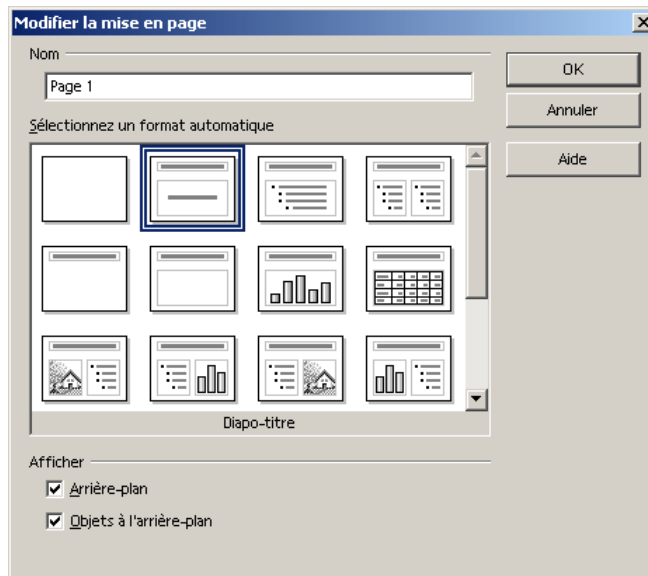 Modifier la mise en page
Nom
OK
Page 1
Annuler
Sélectionnez un format automatique
Aide
Diapo-titre
Afficher
Arrière-plan
Objets à l'arrière-plan